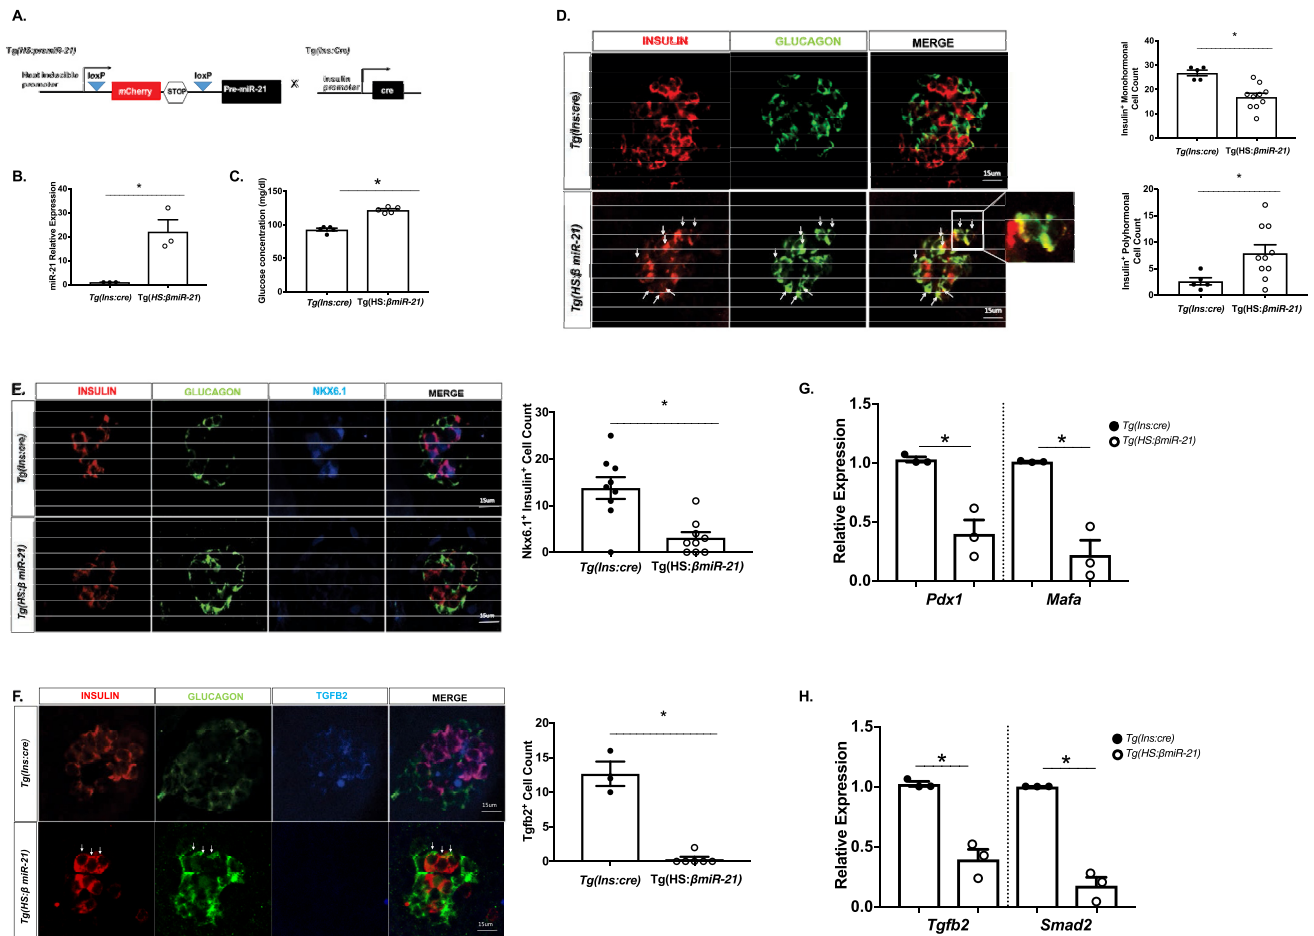 A.
Tg(HS:premiR-21)
Tg(Ins:Cre)
Heat inducible
promoter
loxP
mCherry
STOP
loxP
Pre-miR-21
X
Insulin
promoter
cre
B.
miR-21 Relative Expression
40
30
20
10
0
*
Tg(Ins:cre)
Tg(HS:βmiR-21)
C.
Glucose concentration (mg/dl)
150
100
50
0
*
Tg(Ins:cre)
Tg(HS:βmiR-21)
D.
INSULIN
GLUCAGON
MERGE
Tg(Ins:cre)
15um
Tg(HS:β miR-21)
15um
Insulin+ Monohormonal
Cell Count
40
30
20
10
0
*
Tg(Ins:cre)
Tg(HS:βmiR-21)
Insulin+ Polyhormonal
Cell Count
20
15
10
5
0
*
Tg(Ins:cre)
Tg(HS:βmiR-21)
E.
INSULIN
GLUCAGON
NKX6.1
MERGE
Tg(Ins:cre)
15um
Tg(HS:β miR-21)
15um
Nkx6.1+ Insulin+ Cell Count
30
20
10
0
*
Tg(Ins:cre)
Tg(HS:βmiR-21)
G.
Relative Expression
1.5
1.0
0.5
0.0
*
*
Pdx1
Mafa
Tg(Ins:cre)
Tg(HS:βmiR-21)
F.
INSULIN
GLUCAGON
TGFB2
MERGE
Tg(Ins:cre)
15um
Tg(HS:β miR-21)
15um
Tgfb2+ Cell Count
20
15
10
5
0
*
Tg(Ins:cre)
Tg(HS:βmiR-21)
H.
Relative Expression
1.5
1.0
0.5
0.0
*
*
Tgfb2
Smad2
Tg(Ins:cre)
Tg(HS:βmiR-21)